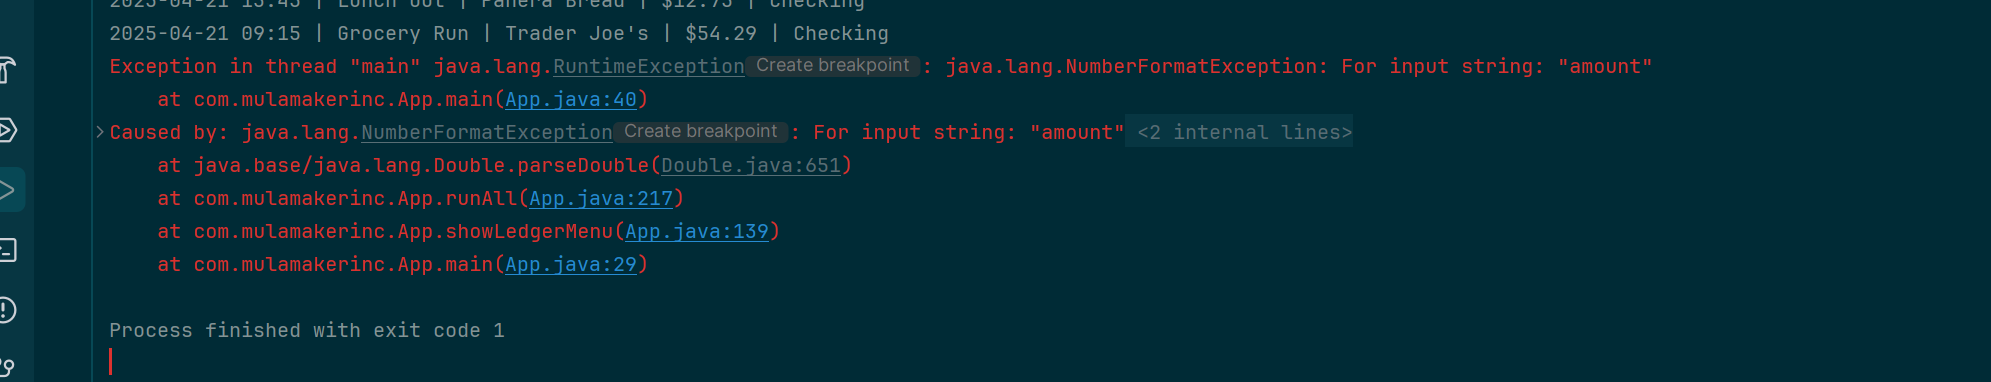 2025-04-21 13:45 | Lunch Out | Panera Bread | $12.75 | Checking
2025-04-21 09:15 | Grocery Run | Trader Joe's | $54.29 | Checking
Exception in thread "main" java.lang.RuntimeException Create breakpoint : java.lang.NumberFormatException: For input string: "amount"
at com.mulamakerinc.App.main(App.java:40)
Caused by: java.lang.NumberFormatException Create breakpoint : For input string: "amount" <2 internal lines>
at java.base/java.lang.Double.parseDouble(Double.java:651)
at com.mulamakerinc.App.runAll(App.java:217)
at com.mulamakerinc.App.showLedgerMenu(App.java:139)
at com.mulamakerinc.App.main(App.java:29)
Process finished with exit code 1